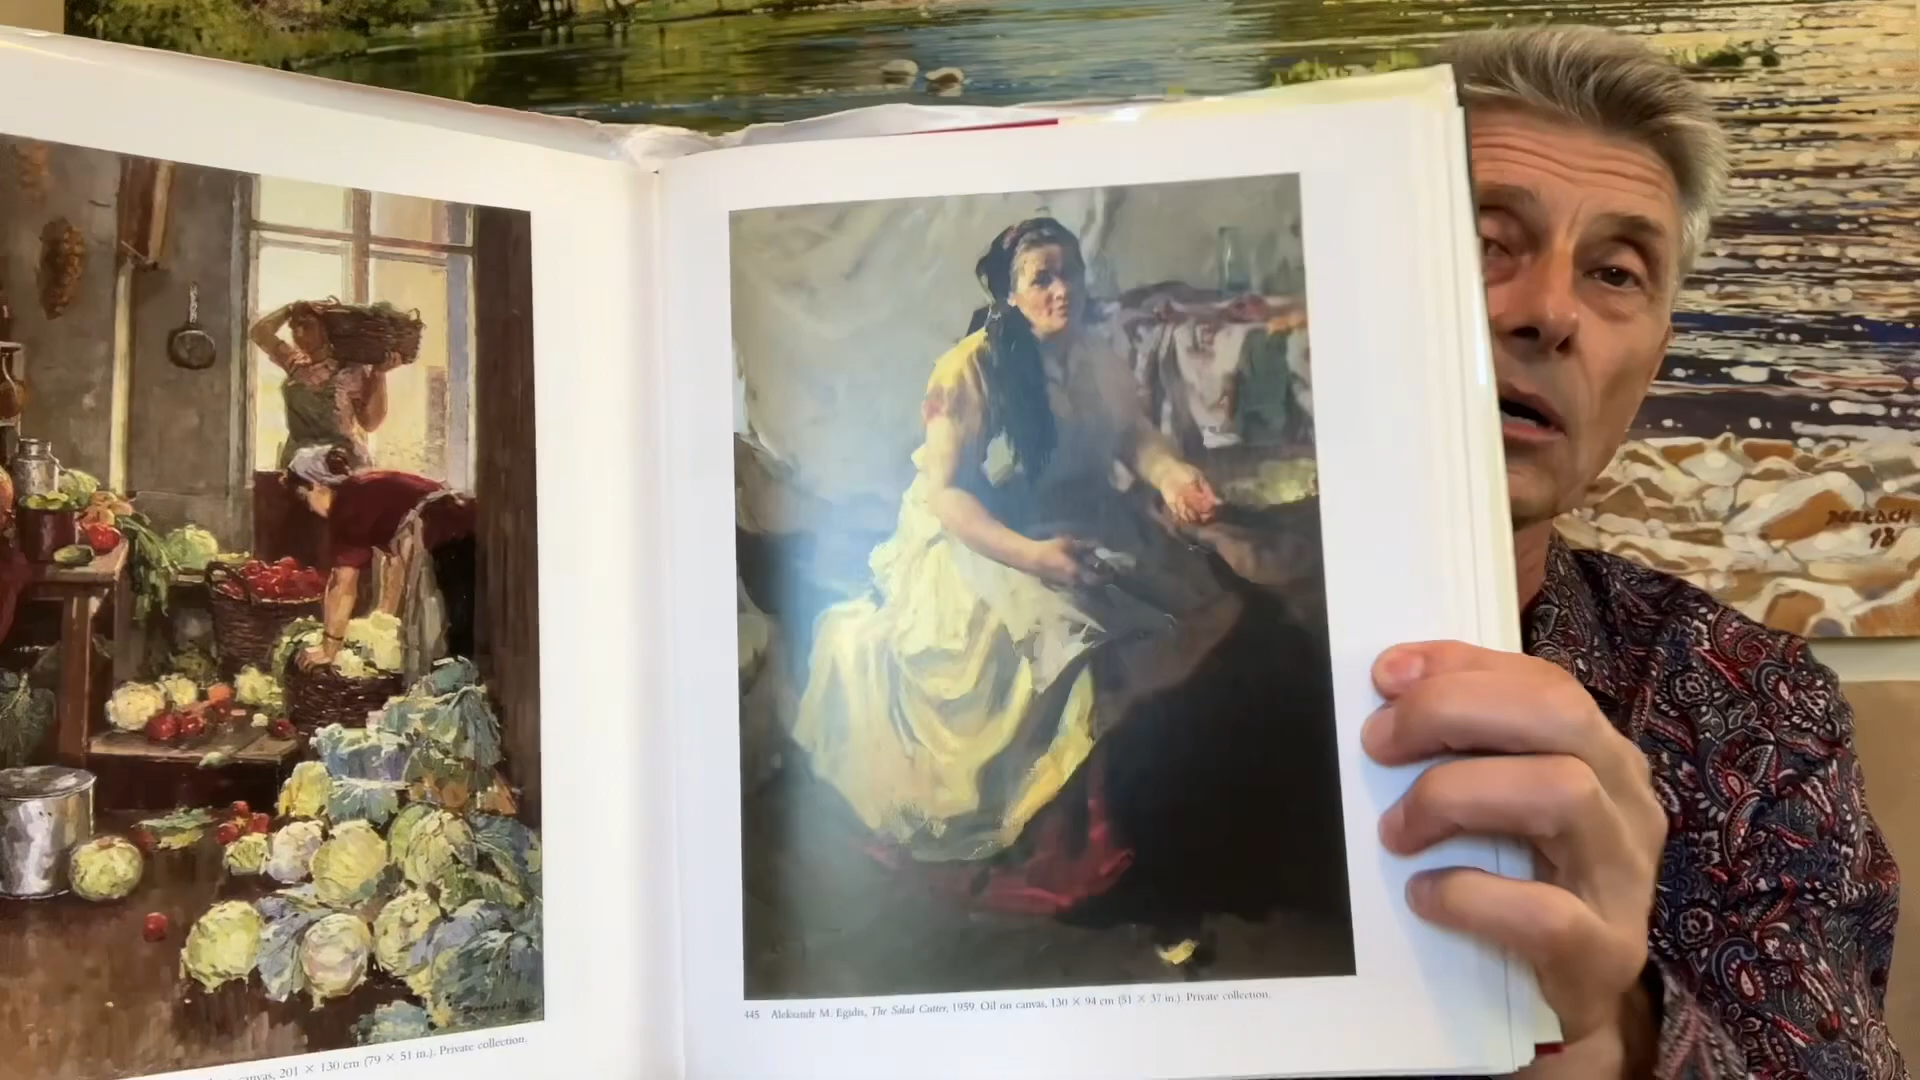 canvas, 201 × 130 cm (79 × 51 in.). Private collection.
445 Aleksandr M. Egidis, The Salad Cutter, 1959. Oil on canvas, 130 × 94 cm (51 × 37 in.). Private collection.
DERKACH
98